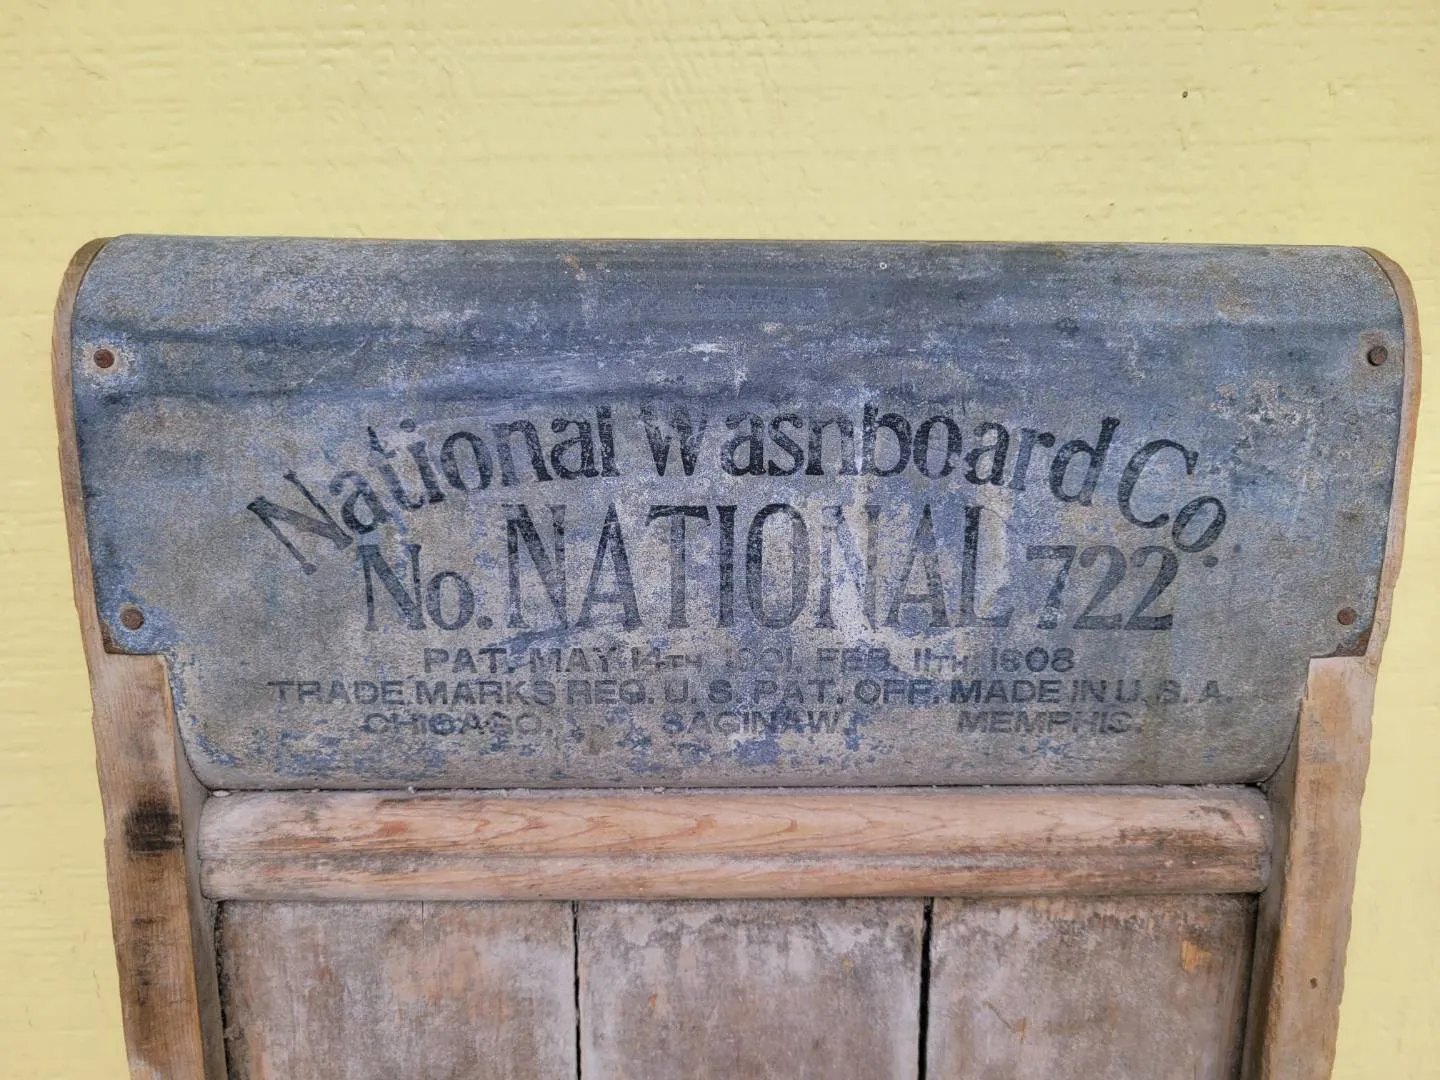 National Washboard Co.
No. NATIONAL 722
PAT. MAY 14TH 1901. FEB. 11TH. 1908
TRADE MARKS REG. U. S. PAT. OFF. MADE IN U. S. A.
CHICAGO. SAGINAW. MEMPHIS.